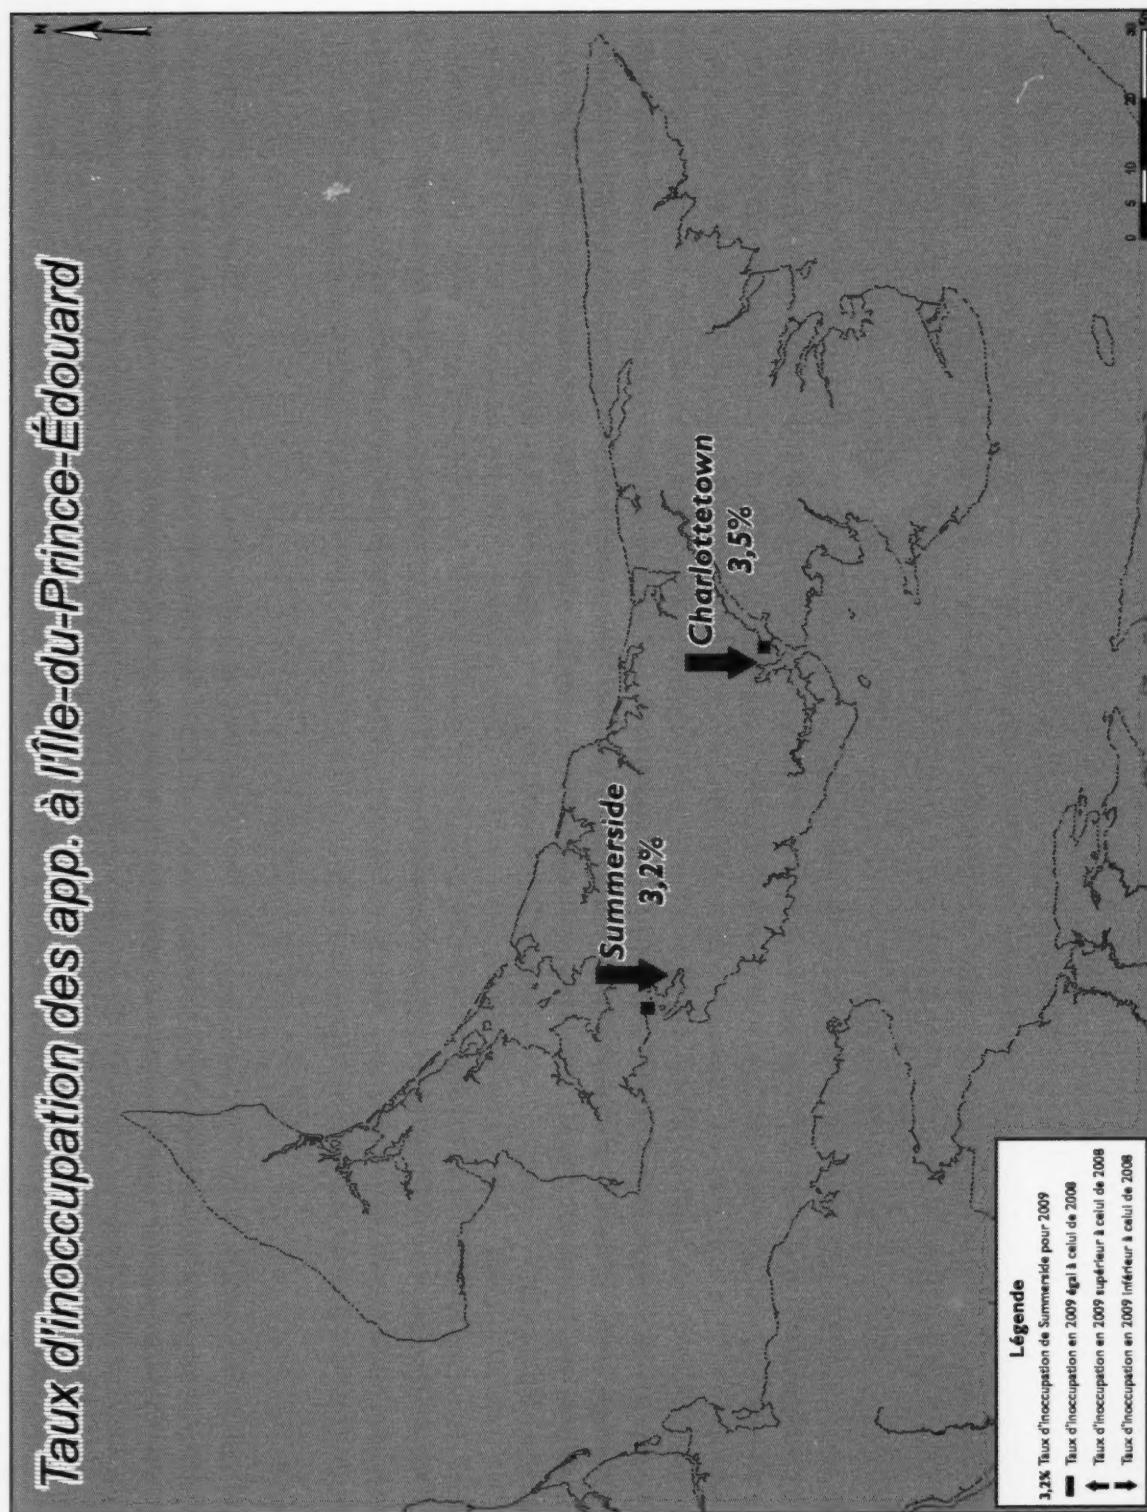 Taux d'inoccupation des app. à l'Île-du-Prince-Édouard
N
Summerside
3,2%
Charlottetown
3,5%
Légende
3,2% Taux d'inoccupation de Summerside pour 2009
Taux d'inoccupation en 2009 égal à celui de 2008
Taux d'inoccupation en 2009 supérieur à celui de 2008
Taux d'inoccupation en 2009 inférieur à celui de 2008
0 5 10 20 30